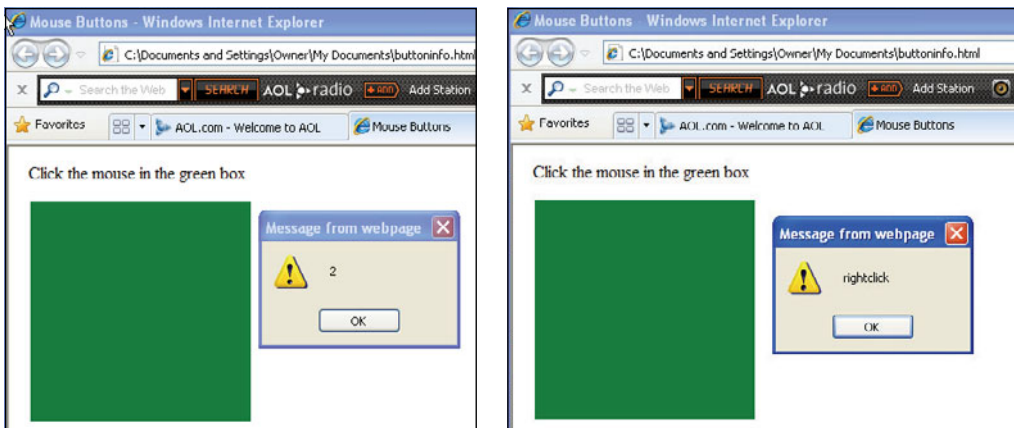 Mouse Buttons - Windows Internet Explorer
C:\Documents and Settings\Owner\My Documents\buttoninfo.html
X Search the Web SEARCH AOL radio + ADD Add Station
Favorites AOL.com - Welcome to AOL Mouse Buttons
Click the mouse in the green box
Message from webpage
2
OK
Mouse Buttons Windows Internet Explorer
C:\Documents and Settings\Owner\My Documents\buttoninfo.html
X Search the Web SEARCH AOL radio + ADD Add Station
Favorites AOL.com - Welcome to AOL Mouse Buttons
Click the mouse in the green box
Message from webpage
rightclick
OK